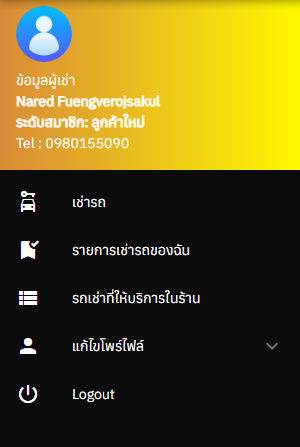 ข้อมูลผู้เช่า
Nared Fuengverojsakul
ระดับสมาชิก: ลูกค้าใหม่
Tel : 0980155090
เช่ารถ
รายการเช่ารถของฉัน
รถเช่าที่ให้บริการในร้าน
แก้ไขโพร์ไฟล์
Logout